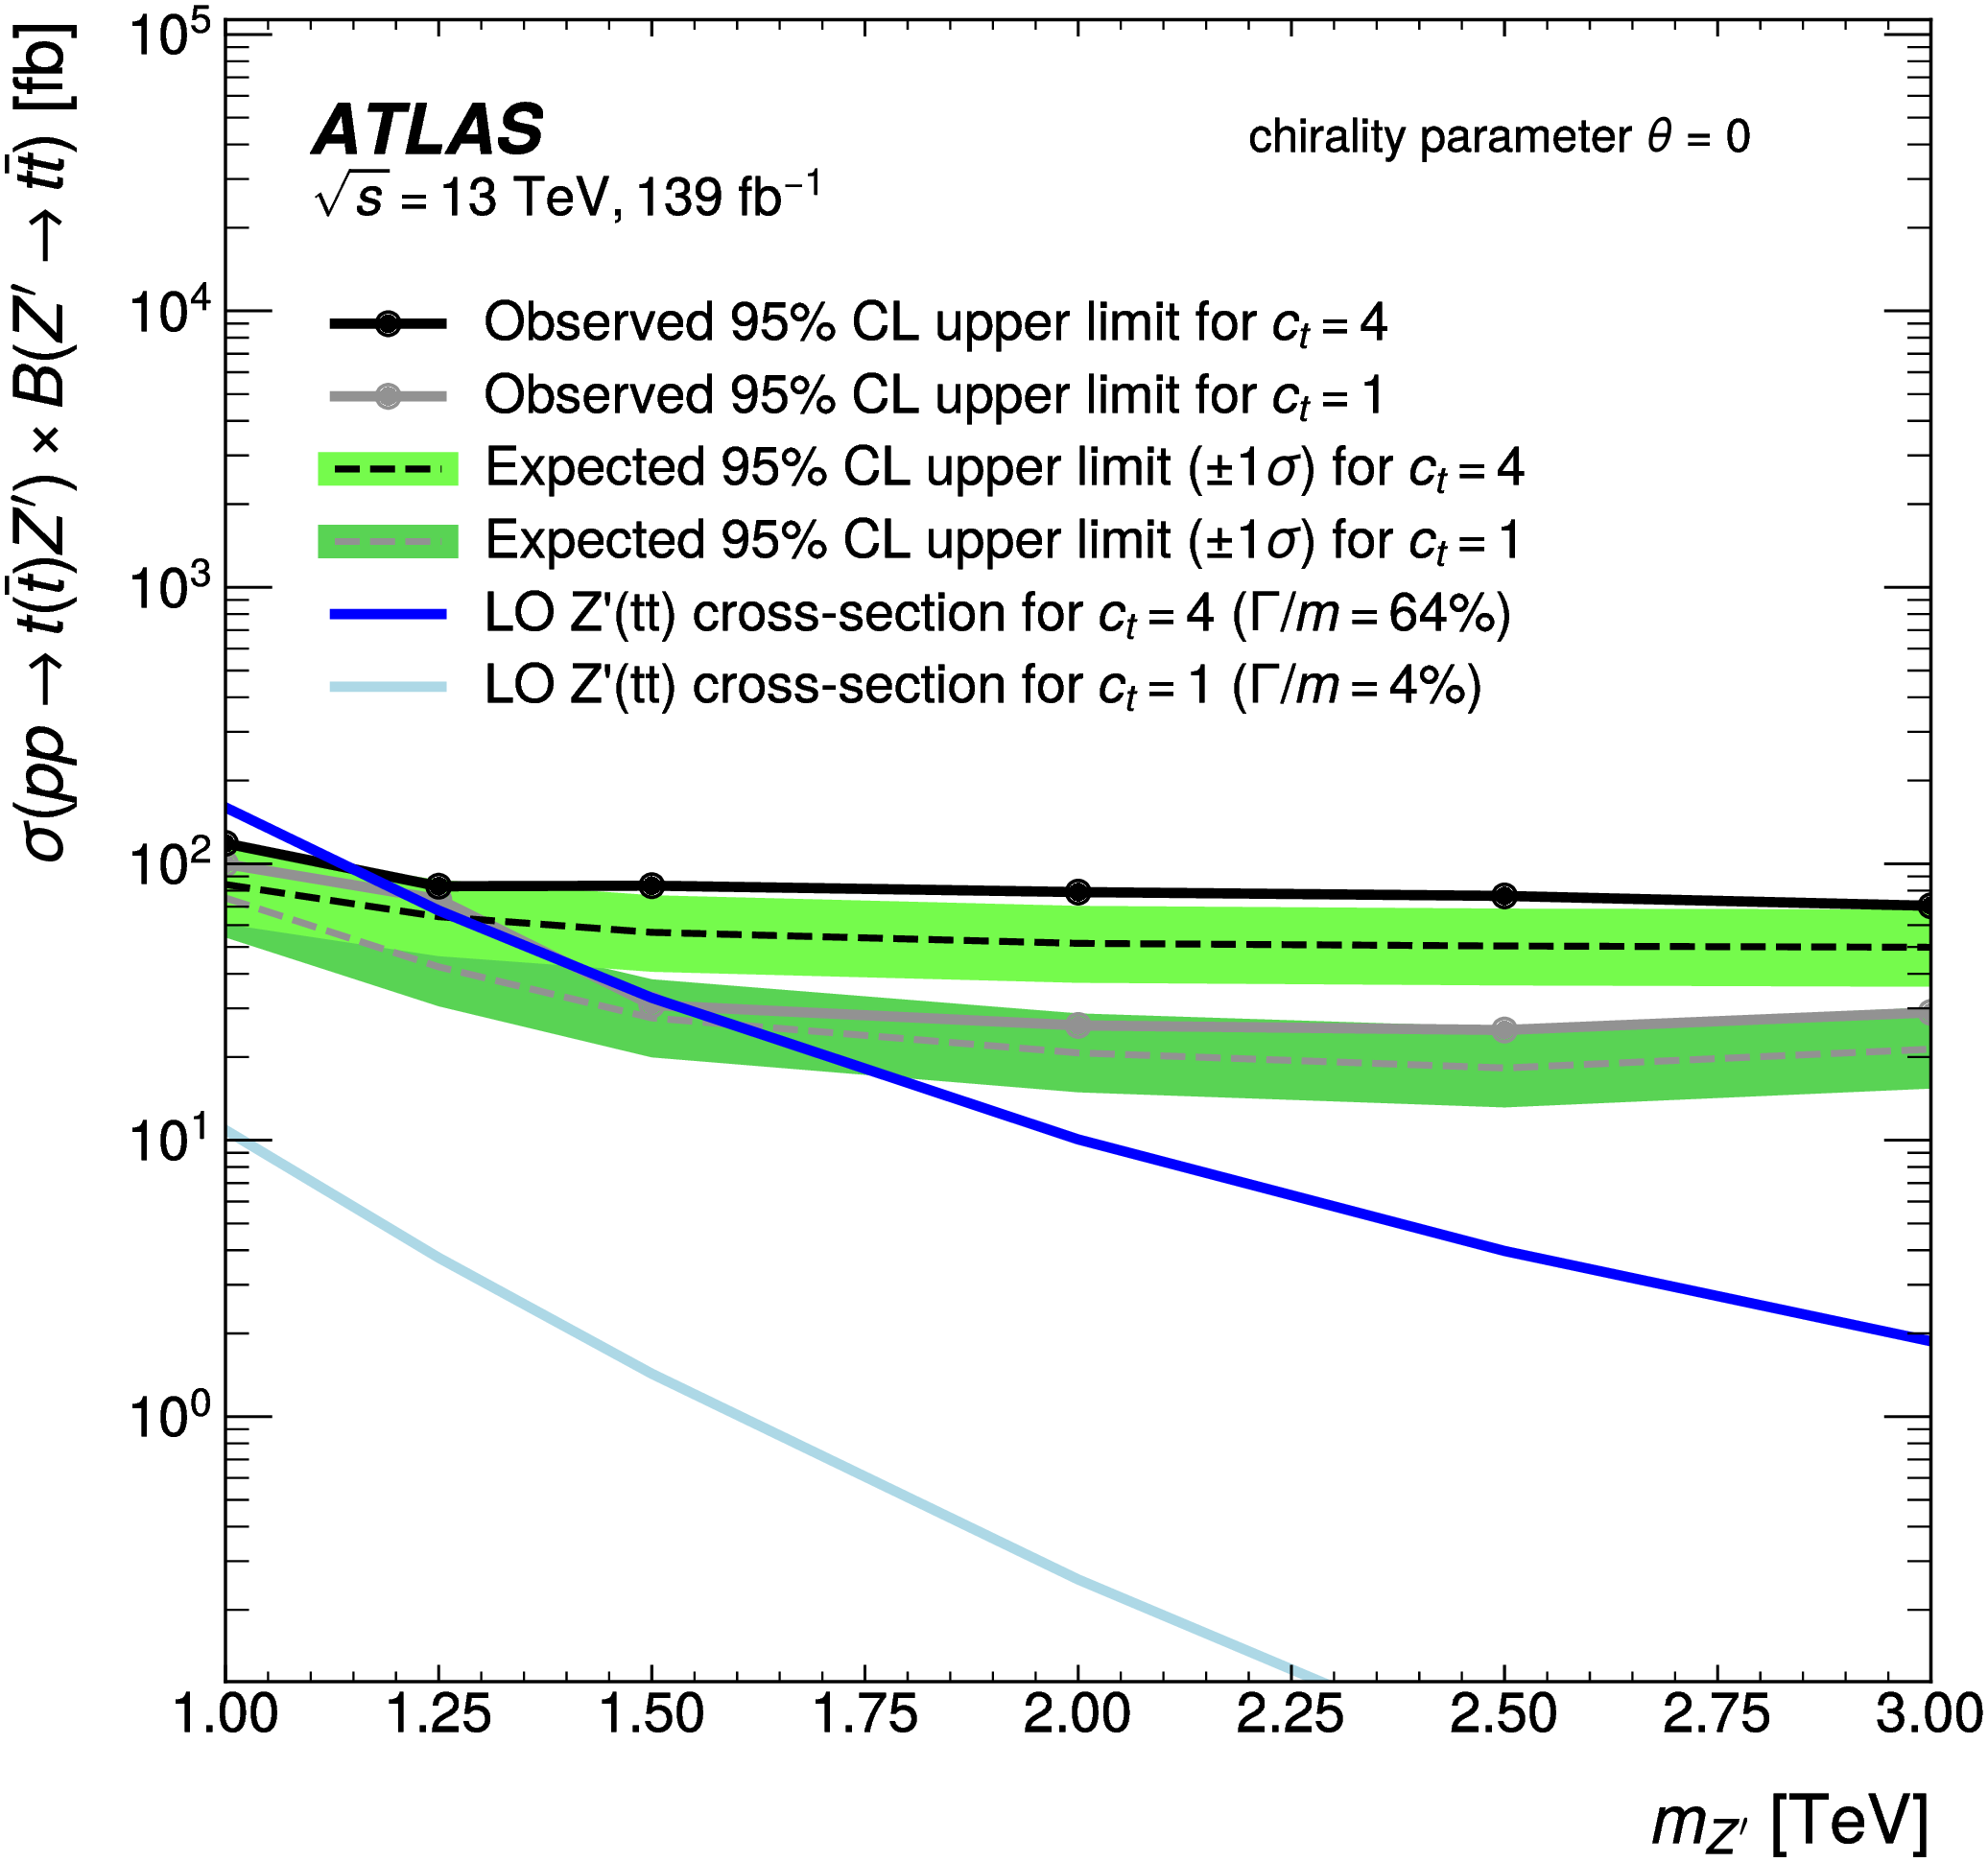 σ(pp → t(t̄)Z′) × B(Z′ → tt̄) [fb]
10⁵
10⁴
10³
10²
10¹
10⁰
ATLAS
√s = 13 TeV, 139 fb⁻¹
chirality parameter θ = 0
Observed 95% CL upper limit for cₜ = 4
Observed 95% CL upper limit for cₜ = 1
Expected 95% CL upper limit (±1σ) for cₜ = 4
Expected 95% CL upper limit (±1σ) for cₜ = 1
LO Z'(tt) cross-section for cₜ = 4 (Γ/m = 64%)
LO Z'(tt) cross-section for cₜ = 1 (Γ/m = 4%)
1.00 1.25 1.50 1.75 2.00 2.25 2.50 2.75 3.00
m_Z′ [TeV]